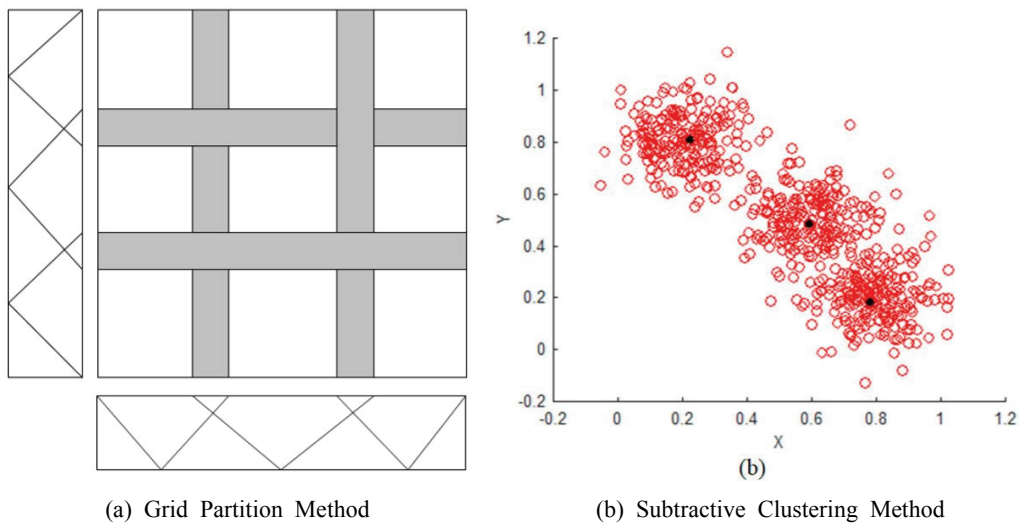 1.2
1
0.8
0.6
0.4
0.2
0
-0.2
Y
-0.2 0 0.2 0.4 0.6 0.8 1 1.2
X
(b)
(a) Grid Partition Method
(b) Subtractive Clustering Method